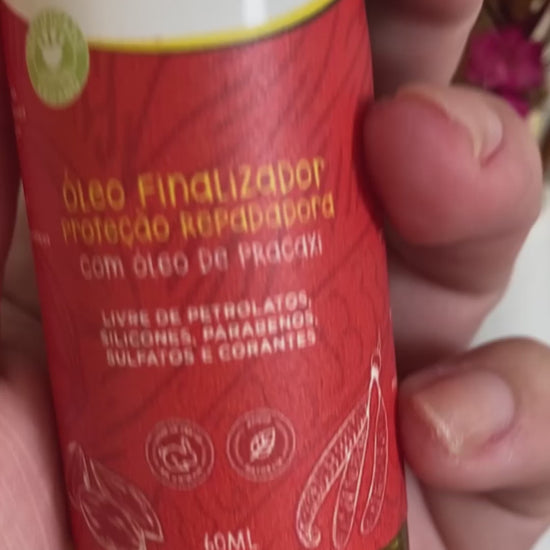 ÓLEO FINALIZADOR
PROTEÇÃO REPARADORA
COM ÓLEO DE PRACAXI
LIVRE DE PETROLATOS,
SILICONES, PARABENOS,
SULFATOS E CORANTES
60ML